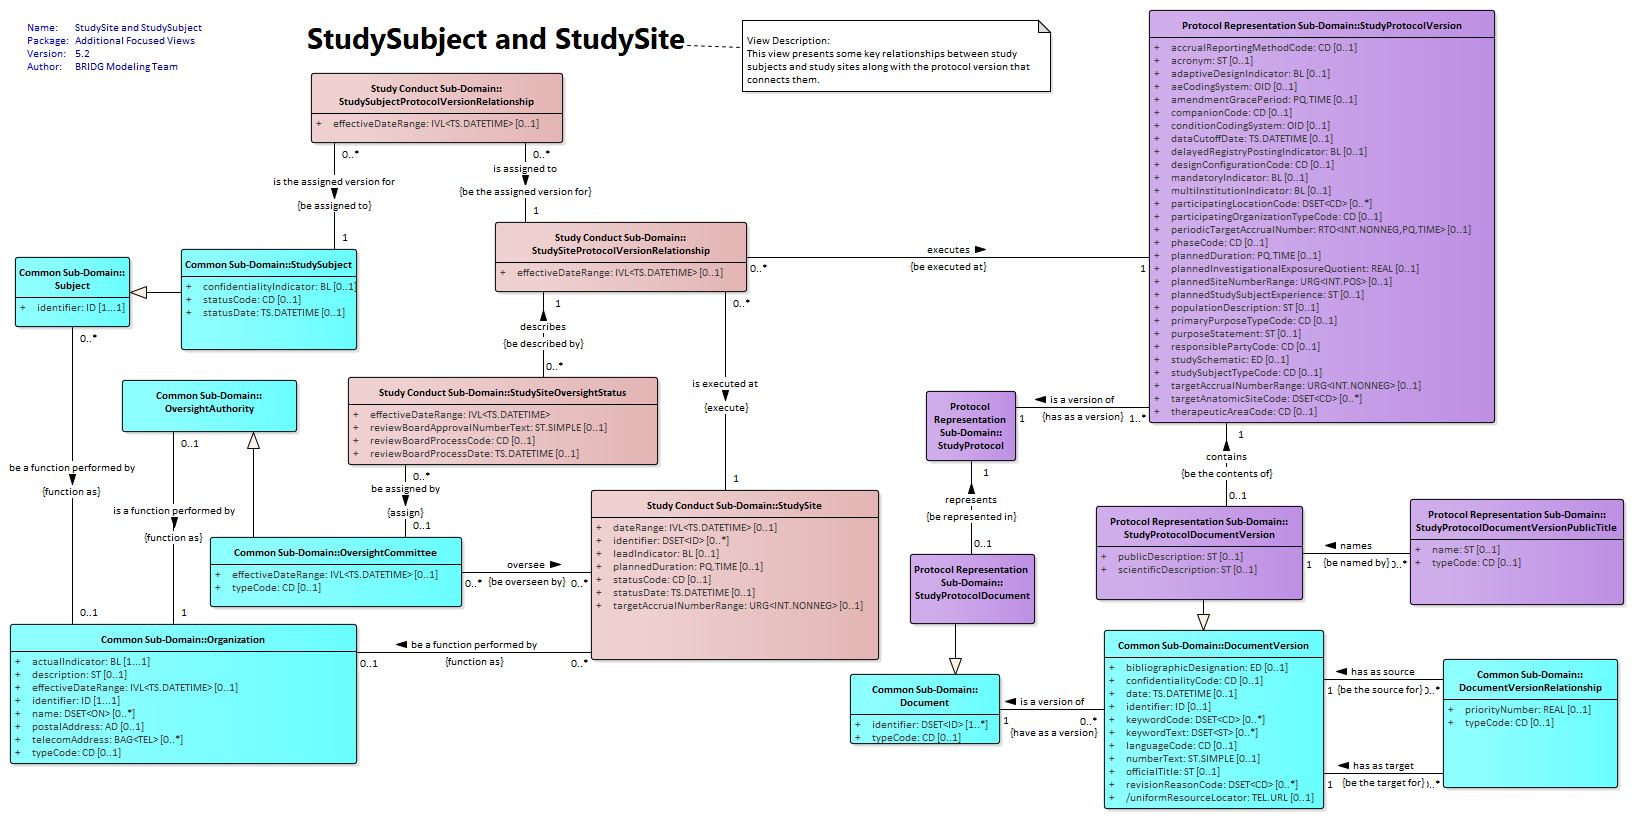 Name: StudySite and StudySubject
Package: Additional Focused Views
Version: 5.2
Author: BRIDG Modeling Team
StudySubject and StudySite
View Description:
This view presents some key relationships between study
subjects and study sites along with the protocol version that
connects them.
Study Conduct Sub-Domain::
StudySubjectProtocolVersionRelationship
+ effectiveDateRange: IVL<TS.DATETIME> [0..1]
0..*
is the assigned version for
{be assigned to}
1
0..*
is assigned to
{be the assigned version for}
1
Study Conduct Sub-Domain::
StudySiteProtocolVersionRelationship
+ effectiveDateRange: IVL<TS.DATETIME> [0..1]
executes
0..*
{be executed at}
1
Protocol Representation Sub-Domain::StudyProtocolVersion
+ accrualReportingMethodCode: CD [0..1]
+ acronym: ST [0..1]
+ adaptiveDesignIndicator: BL [0..1]
+ aeCodingSystem: OID [0..1]
+ amendmentGracePeriod: PQ.TIME [0..1]
+ companionCode: CD [0..1]
+ conditionCodingSystem: OID [0..1]
+ dataCutoffDate: TS.DATETIME [0..1]
+ delayedRegistryPostingIndicator: BL [0..1]
+ designConfigurationCode: CD [0..1]
+ mandatoryIndicator: BL [0..1]
+ multiInstitutionIndicator: BL [0..1]
+ participatingLocationCode: DSET<CD> [0..*]
+ participatingOrganizationTypeCode: CD [0..1]
+ periodicTargetAccrualNumber: RTO<INT.NONNEG,PQ.TIME> [0..1]
+ phaseCode: CD [0..1]
+ plannedDuration: PQ.TIME [0..1]
+ plannedInvestigationalExposureQuotient: REAL [0..1]
+ plannedSiteNumberRange: URG<INT.POS> [0..1]
+ plannedStudySubjectExperience: ST [0..1]
+ populationDescription: ST [0..1]
+ primaryPurposeTypeCode: CD [0..1]
+ purposeStatement: ST [0..1]
+ responsiblePartyCode: CD [0..1]
+ studySchematic: ED [0..1]
+ studySubjectTypeCode: CD [0..1]
+ targetAccrualNumberRange: URG<INT.NONNEG> [0..1]
+ targetAnatomicSiteCode: DSET<CD> [0..*]
+ therapeuticAreaCode: CD [0..1]
Common Sub-Domain::
Subject
+ identifier: ID [1...1]
Common Sub-Domain::StudySubject
+ confidentialityIndicator: BL [0..1]
+ statusCode: CD [0..1]
+ statusDate: TS.DATETIME [0..1]
0..*
be a function performed by
{function as}
0..1
1
describes
{be described by}
0..*
0..*
is executed at
{execute}
1
Common Sub-Domain::
OversightAuthority
0..1
is a function performed by
{function as}
1
Study Conduct Sub-Domain::StudySiteOversightStatus
+ effectiveDateRange: IVL<TS.DATETIME>
+ reviewBoardApprovalNumberText: ST.SIMPLE [0..1]
+ reviewBoardProcessCode: CD [0..1]
+ reviewBoardProcessDate: TS.DATETIME [0..1]
0..*
be assigned by
{assign}
0..1
Common Sub-Domain::OversightCommittee
+ effectiveDateRange: IVL<TS.DATETIME> [0..1]
+ typeCode: CD [0..1]
oversee
0..* {be overseen by} 0..*
Study Conduct Sub-Domain::StudySite
+ dateRange: IVL<TS.DATETIME> [0..1]
+ identifier: DSET<ID> [0..*]
+ leadIndicator: BL [0..1]
+ plannedDuration: PQ.TIME [0..1]
+ statusCode: CD [0..1]
+ statusDate: TS.DATETIME [0..1]
+ targetAccrualNumberRange: URG<INT.NONNEG> [0..1]
be a function performed by
0..1 {function as} 0..*
Common Sub-Domain::Organization
+ actualIndicator: BL [1...1]
+ description: ST [0..1]
+ effectiveDateRange: IVL<TS.DATETIME> [0..1]
+ identifier: ID [1...1]
+ name: DSET<ON> [0..*]
+ postalAddress: AD [0..1]
+ telecomAddress: BAG<TEL> [0..*]
+ typeCode: CD [0..1]
Protocol
Representation
Sub-Domain::
StudyProtocol
is a version of
1 {has as a version} 1..*
1
represents
{be represented in}
0..1
Protocol Representation
Sub-Domain::
StudyProtocolDocument
1
contains
{be the contents of}
0..1
Protocol Representation Sub-Domain::
StudyProtocolDocumentVersion
+ publicDescription: ST [0..1]
+ scientificDescription: ST [0..1]
names
1 {be named by} 0..*
Protocol Representation Sub-Domain::
StudyProtocolDocumentVersionPublicTitle
+ name: ST [0..1]
+ typeCode: CD [0..1]
Common Sub-Domain::
Document
+ identifier: DSET<ID> [1..*]
+ typeCode: CD [0..1]
is a version of
1 0..*
{have as a version}
Common Sub-Domain::DocumentVersion
+ bibliographicDesignation: ED [0..1]
+ confidentialityCode: CD [0..1]
+ date: TS.DATETIME [0..1]
+ identifier: ID [0..1]
+ keywordCode: DSET<CD> [0..*]
+ keywordText: DSET<ST> [0..*]
+ languageCode: CD [0..1]
+ numberText: ST.SIMPLE [0..1]
+ officialTitle: ST [0..1]
+ revisionReasonCode: DSET<CD> [0..*]
+ /uniformResourceLocator: TEL.URL [0..1]
has as source
1 {be the source for} 0..*
has as target
1 {be the target for} 0..*
Common Sub-Domain::
DocumentVersionRelationship
+ priorityNumber: REAL [0..1]
+ typeCode: CD [0..1]